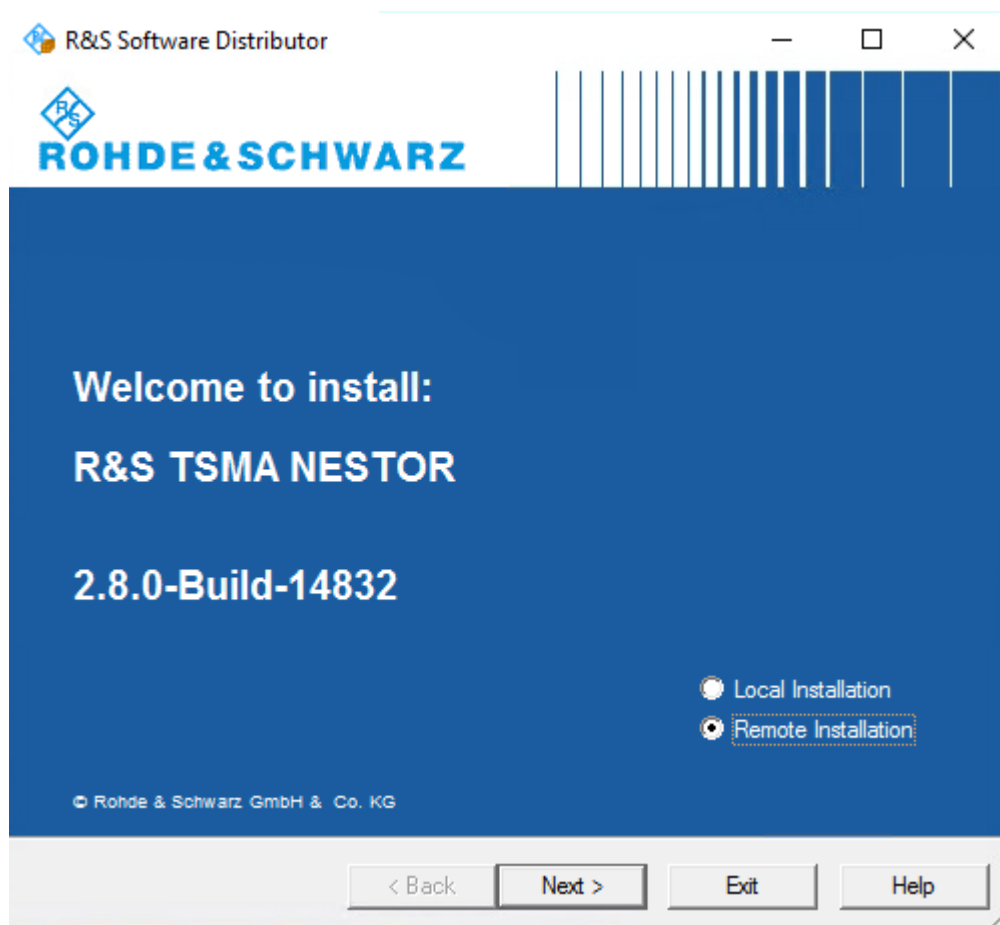 R&S Software Distributor
R&S
ROHDE&SCHWARZ
Welcome to install:
R&S TSMA NESTOR
2.8.0-Build-14832
Local Installation
Remote Installation
© Rohde & Schwarz GmbH & Co. KG
< Back
Next >
Exit
Help